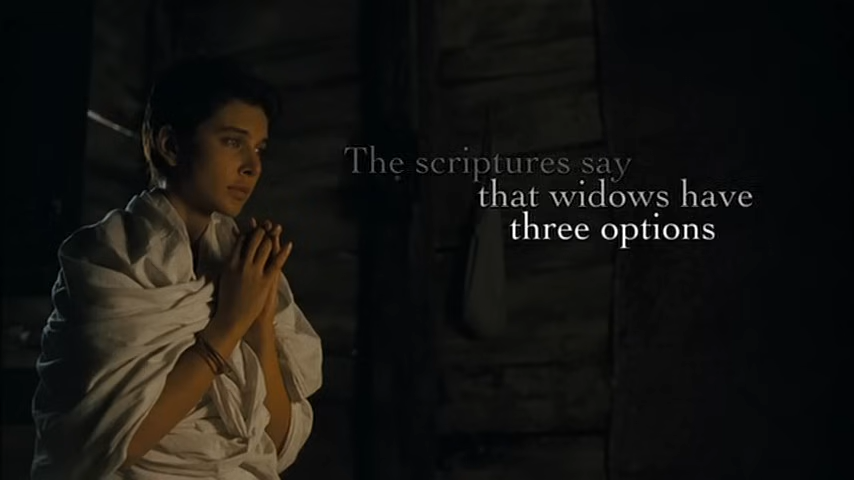 The scriptures say
that widows have
three options